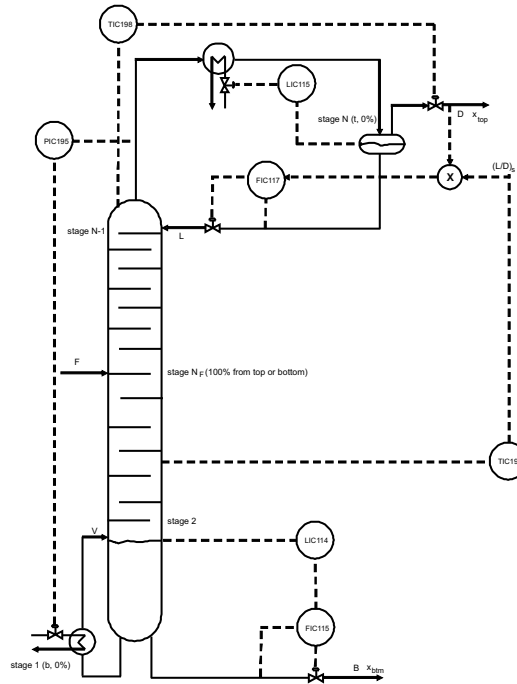 TIC198
LIC115
stage N (t, 0%)
D x top
PIC195
FIC117
X
(L/D)s
stage N-1
L
F
stage N F (100% from top or bottom)
TIC19
stage 2
V
LIC114
FIC115
stage 1 (b, 0%)
B x btm